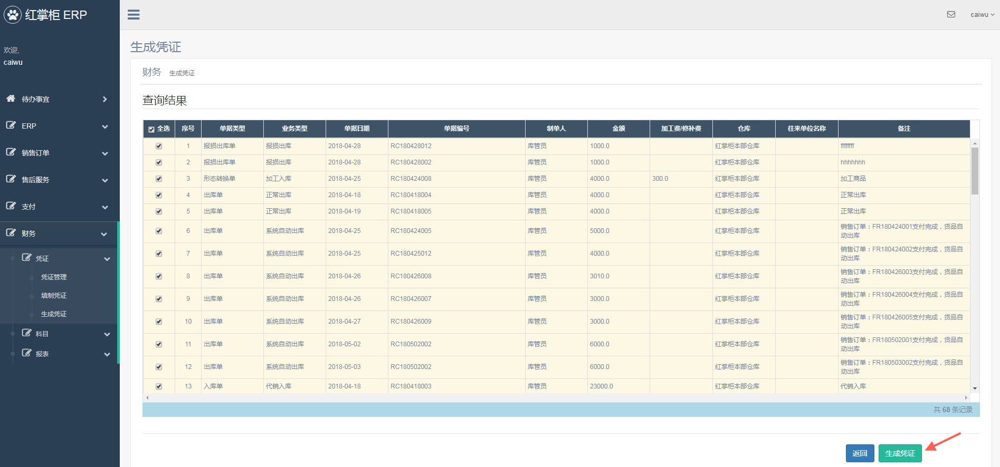 红掌柜 ERP
caiwu
欢迎,
caiwu
待办事宜
ERP
销售订单
售后服务
支付
财务
凭证
凭证管理
填制凭证
生成凭证
科目
报表
生成凭证
财务 生成凭证
查询结果
全选 序号 单据类型 业务类型 单据日期 单据编号 制单人 金额 加工费/修补费 仓库 往来单位名称 备注
1 报损出库单 报损出库 2018-04-28 RC180428012 库管员 1000.0 红掌柜本部仓库 ffffffff
2 报损出库单 报损出库 2018-04-28 RC180428002 库管员 1000.0 红掌柜本部仓库 hhhhhhh
3 形态转换单 加工入库 2018-04-25 RC180424008 库管员 4000.0 300.0 红掌柜本部仓库 加工商品
4 出库单 正常出库 2018-04-18 RC180418004 库管员 4000.0 红掌柜本部仓库 正常出库
5 出库单 正常出库 2018-04-19 RC180418005 库管员 4000.0 红掌柜本部仓库 正常出库
6 出库单 系统自动出库 2018-04-25 RC180424005 库管员 5000.0 红掌柜本部仓库 销售订单：FR180424001支付完成，货品自
动出库
7 出库单 系统自动出库 2018-04-25 RC180425012 库管员 4000.0 红掌柜本部仓库 销售订单：FR180424002支付完成，货品自
动出库
8 出库单 系统自动出库 2018-04-26 RC180426008 库管员 3010.0 红掌柜本部仓库 销售订单：FR180426003支付完成，货品自
动出库
9 出库单 系统自动出库 2018-04-26 RC180426007 库管员 3000.0 红掌柜本部仓库 销售订单：FR180426004支付完成，货品自
动出库
10 出库单 系统自动出库 2018-04-27 RC180426009 库管员 3000.0 红掌柜本部仓库 销售订单：FR180426005支付完成，货品自
动出库
11 出库单 系统自动出库 2018-05-02 RC180502002 库管员 6000.0 红掌柜本部仓库 销售订单：FR180502001支付完成，货品自
动出库
12 出库单 系统自动出库 2018-05-03 RC180502002 库管员 6000.0 红掌柜本部仓库 销售订单：FR180503002支付完成，货品自
动出库
13 入库单 代销入库 2018-04-18 RC180418003 库管员 23000.0 红掌柜本部仓库 代销入库
共 68 条记录
返回 生成凭证